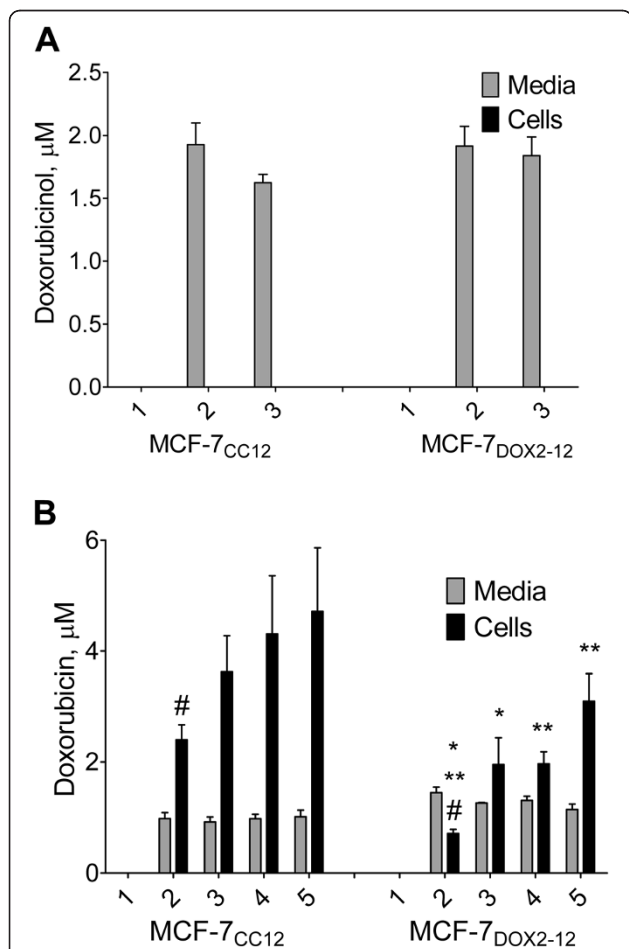 A
2.5
2.0
1.5
1.0
0.5
0.0
Doxorubicinol, μM
Media
Cells
1 2 3 1 2 3
MCF-7CC12 MCF-7DOX2-12
B
6
4
2
0
Doxorubicin, μM
Media
Cells
#
*
**
#
*
**
**
1 2 3 4 5 1 2 3 4 5
MCF-7CC12 MCF-7DOX2-12